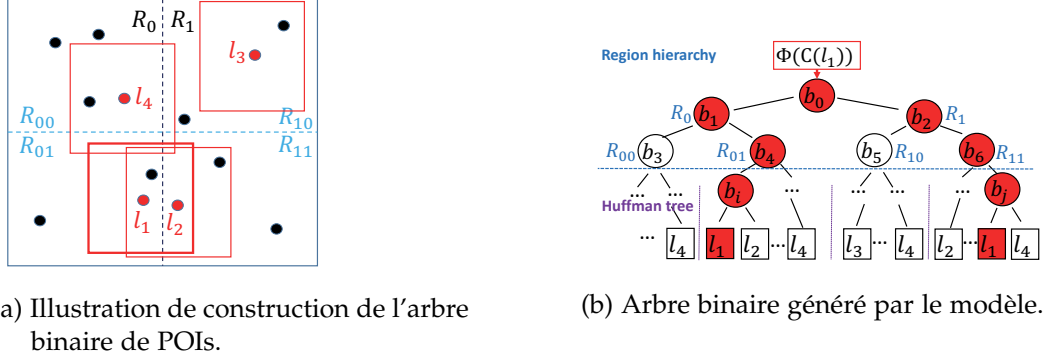 R₀ R₁
l₃
l₄
R₀₀ R₁₀
R₀₁ R₁₁
l₁ l₂
a) Illustration de construction de l'arbre
binaire de POIs.
Region hierarchy Φ(C(l₁))
b₀
R₀ b₁ b₂ R₁
R₀₀ b₃ R₀₁ b₄ b₅ R₁₀ b₆ R₁₁
... ... bᵢ ... ... ... ... bⱼ
Huffman tree
... l₄ l₁ l₂ ... l₄ l₃ ... l₄ l₂ ... l₁ l₄
(b) Arbre binaire généré par le modèle.